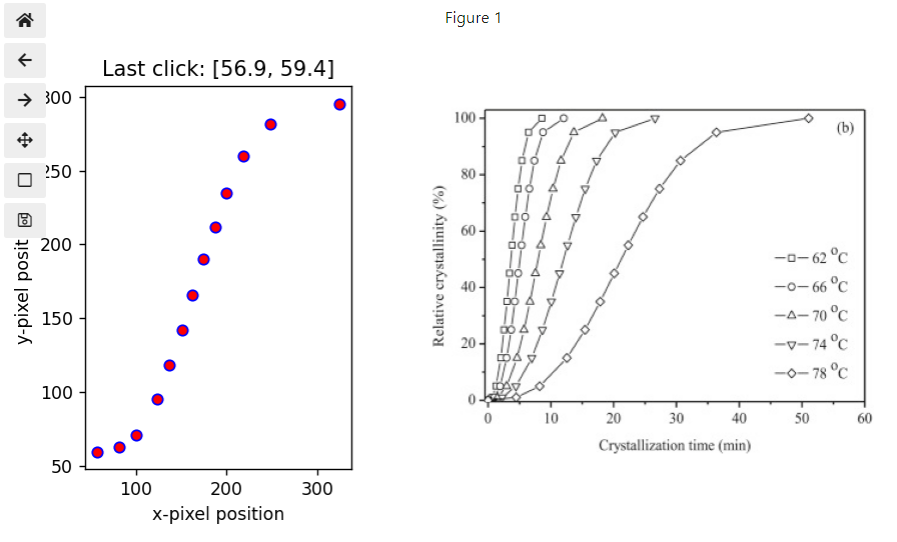 Figure 1
Last click: [56.9, 59.4]
300
250
200
150
100
50
y-pixel posit
100 200 300
x-pixel position
(b)
100
80
60
40
20
0
Relative crystallinity (%)
62 °C
66 °C
70 °C
74 °C
78 °C
0 10 20 30 40 50 60
Crystallization time (min)